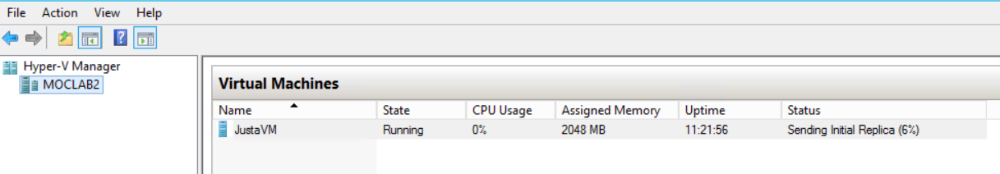 File Action View Help
Hyper-V Manager
MOCLAB2
Virtual Machines
Name State CPU Usage Assigned Memory Uptime Status
JustaVM Running 0% 2048 MB 11:21:56 Sending Initial Replica (6%)